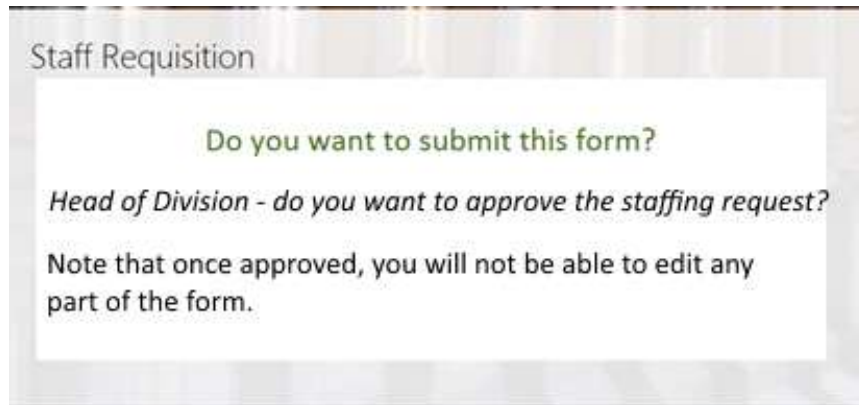 Staff Requisition
Do you want to submit this form?
Head of Division - do you want to approve the staffing request?
Note that once approved, you will not be able to edit any
part of the form.